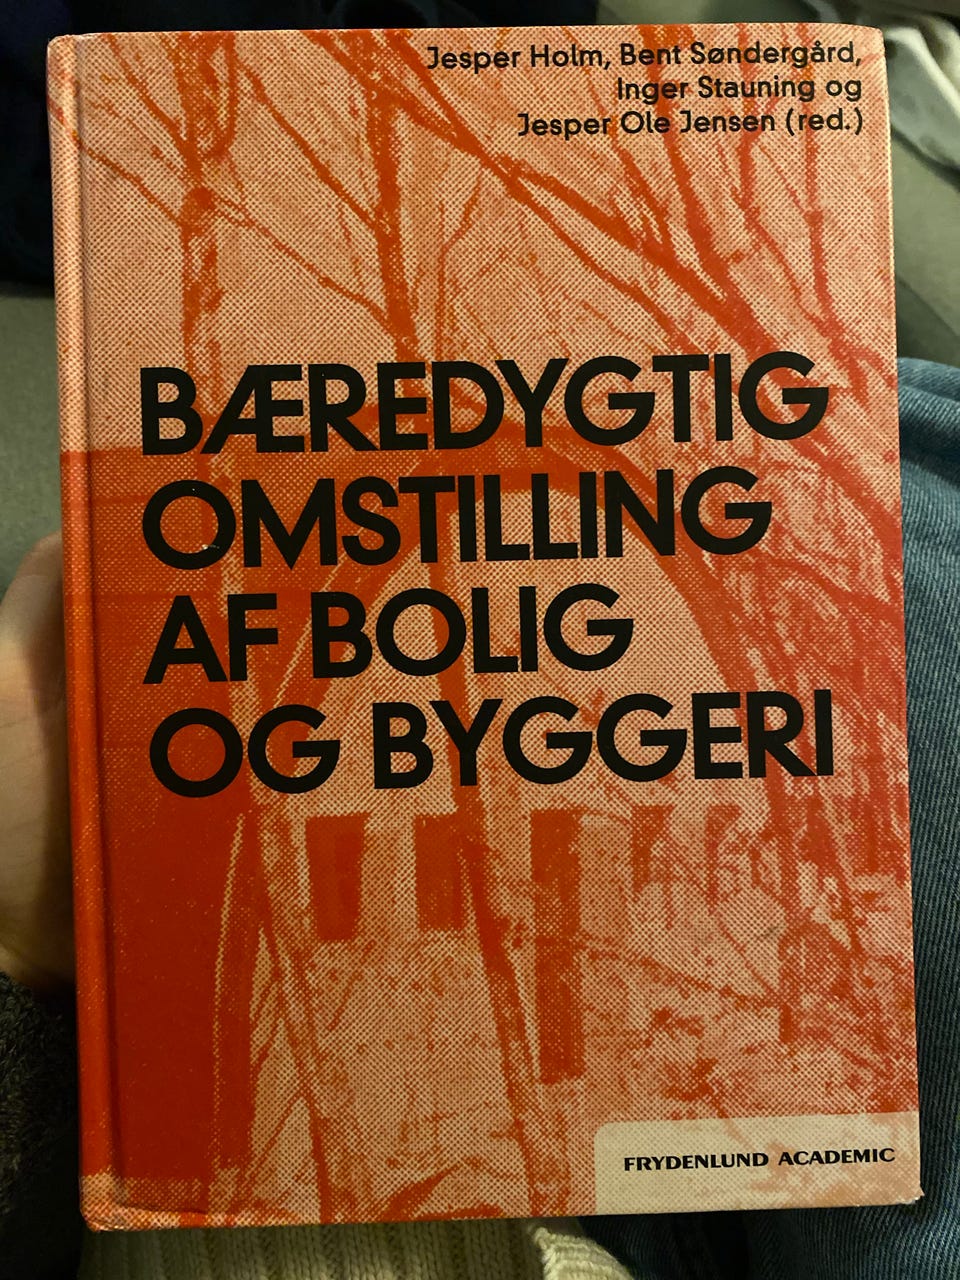 Jesper Holm, Bent Søndergård,
Inger Stauning og
Jesper Ole Jensen (red.)
BÆREDYGTIG
OMSTILLING
AF BOLIG
OG BYGGERI
FRYDENLUND ACADEMIC